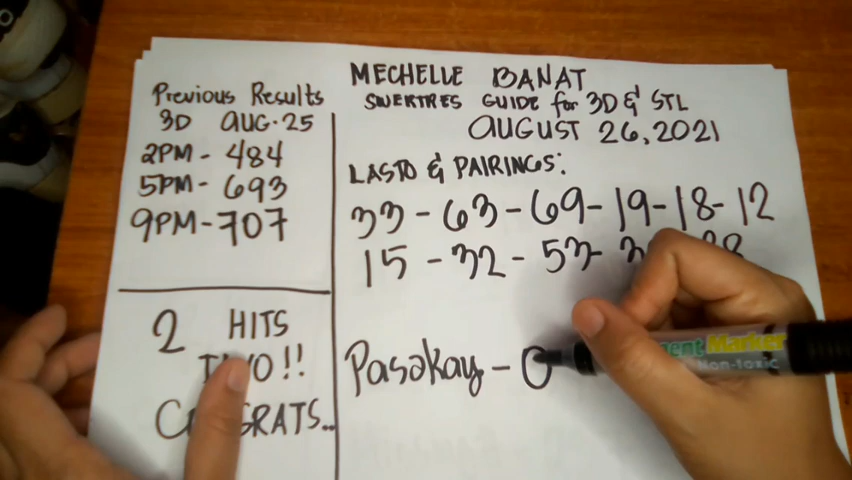 Previous Results
3D AUG. 25
2PM - 484
5PM - 693
9PM - 707
2 HITS
!!
MECHELLE BANAT
SWERTRES GUIDE for 3D & STL
AUGUST 26, 2021
LASTO & PAIRINGS:
33 - 63 - 69 - 19 - 18 - 12
15 - 32 - 53 -
Pasakay - 0
Marker
Non-toxic